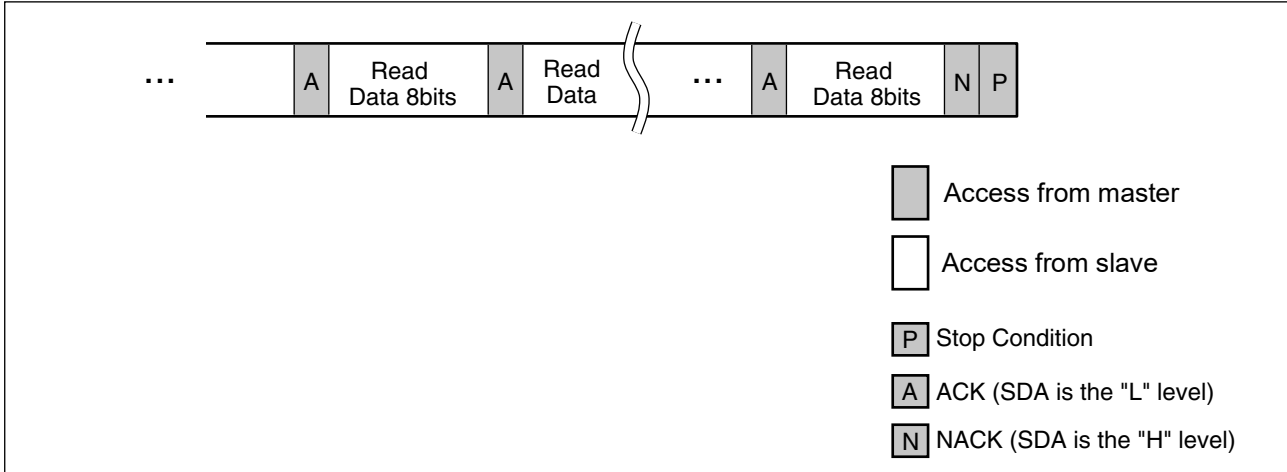 ... A Read Data 8bits A Read Data ... A Read Data 8bits N P
Access from master
Access from slave
P Stop Condition
A ACK (SDA is the "L" level)
N NACK (SDA is the "H" level)